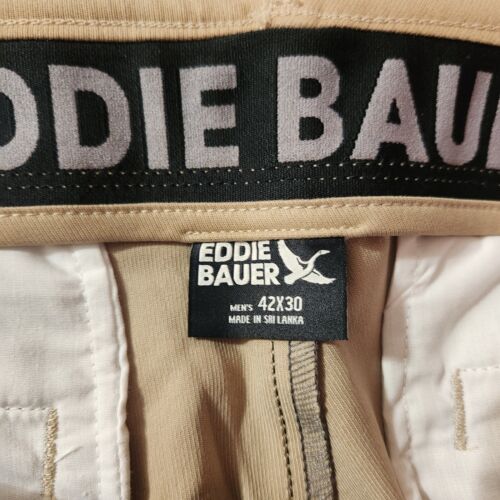 DDIE BAU
EDDIE
BAUER
MEN'S 42X30
MADE IN SRI LANKA